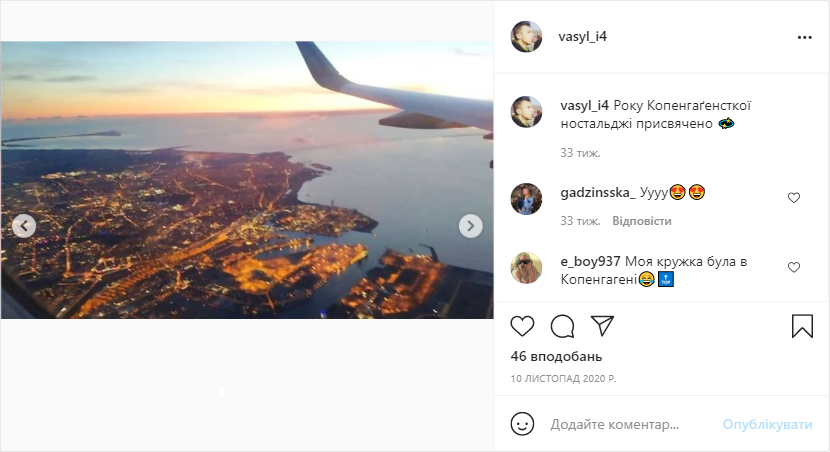 vasyl_i4
vasyl_i4 Року Копенгаґенсткої
ностальджі присвячено
33 тиж.
gadzinsska_ Уууу😍😍
33 тиж. Відповісти
e_boy937 Моя кружка була в
Копенгагені😂🔝
46 вподобань
10 ЛИСТОПАД 2020 Р.
Додайте коментар... Опублікувати